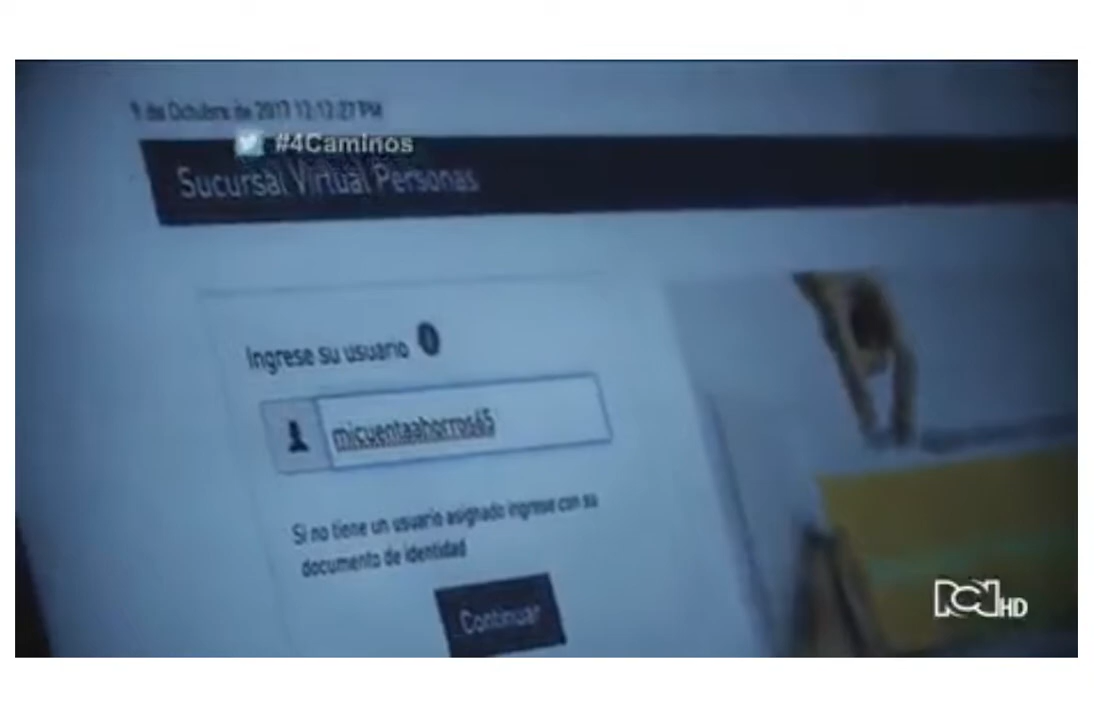 9 de Octubre de 2017 12:12:27 PM
#4Caminos
Sucursal Virtual Personas
Ingrese su usuario
micuentaahorros65
Si no tiene un usuario asignado ingrese con su
documento de identidad
Continuar
RCN HD